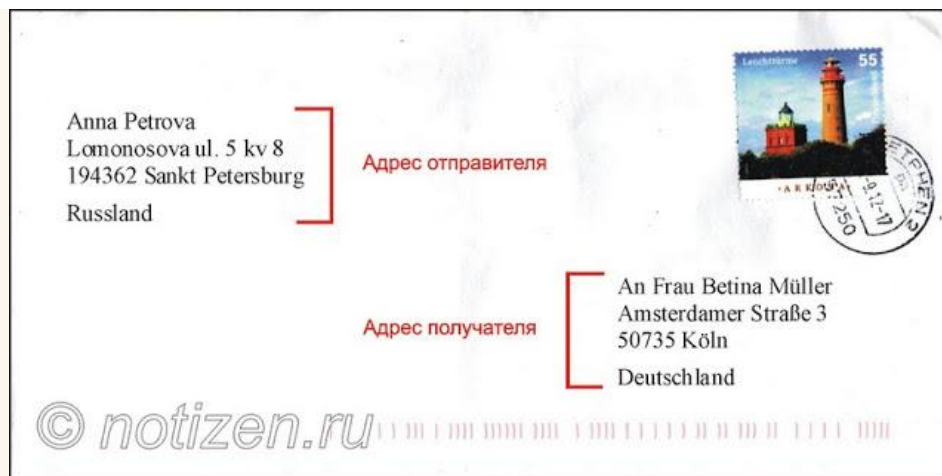 Leuchttürme 55
Anna Petrova
Lomonosova ul. 5 kv 8
194362 Sankt Petersburg
Russland
Адрес отправителя
An Frau Betina Müller
Amsterdamer Straße 3
50735 Köln
Deutschland
Адрес получателя
© notizen.ru